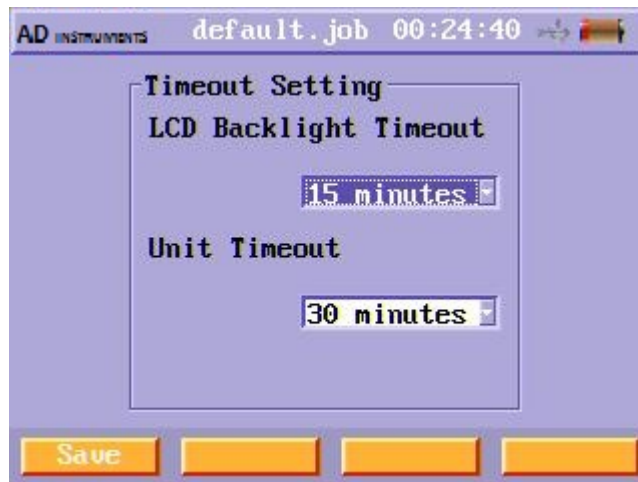 AD INSTRUMENTS default.job 00:24:40
Timeout Setting
LCD Backlight Timeout
15 minutes
Unit Timeout
30 minutes
Save